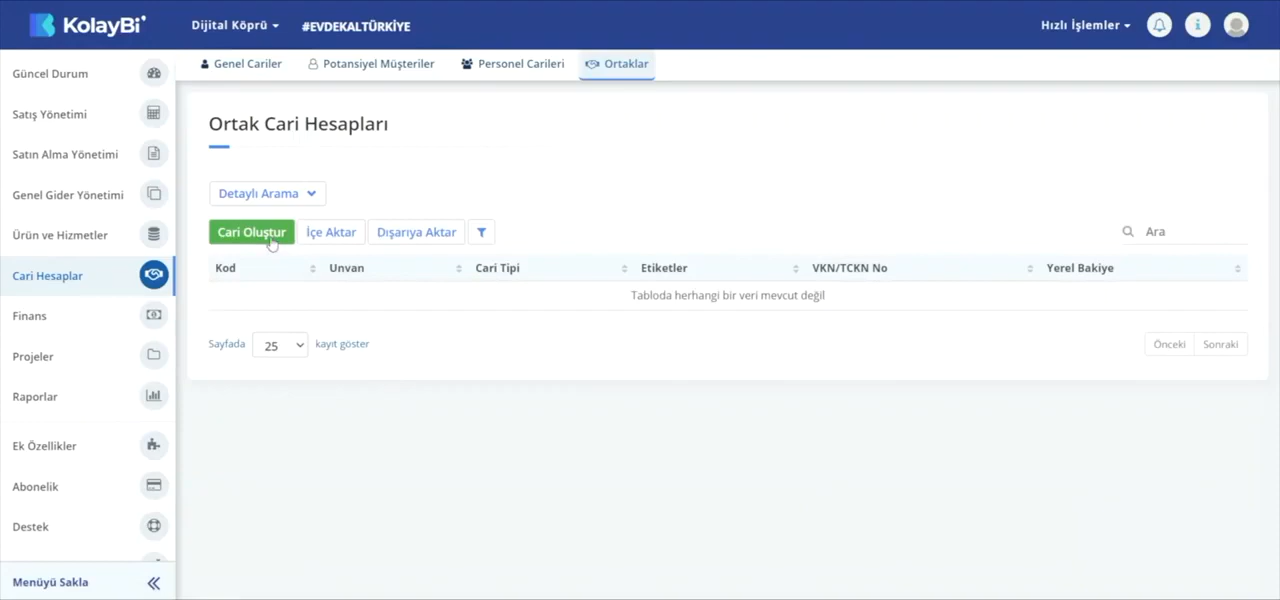 KolayBi'
Dijital Köprü
#EVDEKALTÜRKİYE
Hızlı İşlemler
Güncel Durum
Satış Yönetimi
Satın Alma Yönetimi
Genel Gider Yönetimi
Ürün ve Hizmetler
Cari Hesaplar
Finans
Projeler
Raporlar
Ek Özellikler
Abonelik
Destek
Menüyü Sakla
Genel Cariler
Potansiyel Müşteriler
Personel Carileri
Ortaklar
Ortak Cari Hesapları
Detaylı Arama
Cari Oluştur
İçe Aktar
Dışarıya Aktar
Ara
Kod
Unvan
Cari Tipi
Etiketler
VKN/TCKN No
Yerel Bakiye
Tabloda herhangi bir veri mevcut değil
Sayfada 25 kayıt göster
Önceki
Sonraki